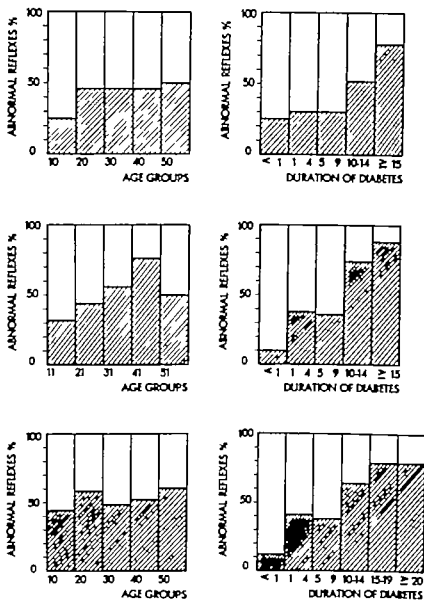 100
50
0
ABNORMAL REFLEXES %
10 20 30 40 50
AGE GROUPS
100
50
0
ABNORMAL REFLEXES %
< 1 1 4 5 9 10-14 ≥ 15
DURATION OF DIABETES
100
50
0
ABNORMAL REFLEXES %
11 21 31 41 51
AGE GROUPS
100
50
0
ABNORMAL REFLEXES %
< 1 1 4 5 9 10-14 ≥ 15
DURATION OF DIABETES
100
50
0
ABNORMAL REFLEXES %
10 20 30 40 50
AGE GROUPS
100
50
0
ABNORMAL REFLEXES %
< 1 1 4 5 9 10-14 15-19 ≥ 20
DURATION OF DIABETES